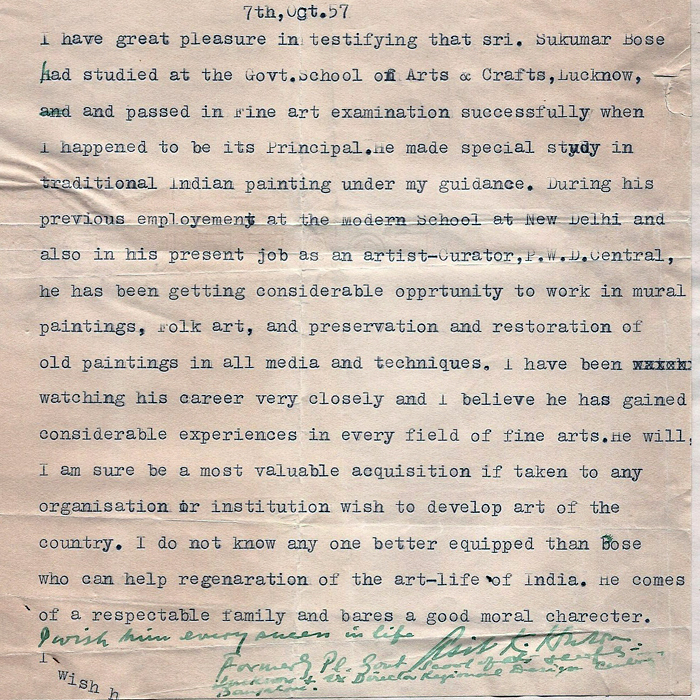 7th,Oct.57
I have great pleasure in testifying that sri. Sukumar Bose
had studied at the Govt.School of Arts & Crafts,Lucknow,
and and passed in Fine art examination successfully when
I happened to be its Principal.He made special study in
traditional Indian painting under my guidance. During his
previous employement at the Modern School at New Delhi and
also in his present job as an artist-Curator,P.W.D.Central,
he has been getting considerable opprtunity to work in mural
paintings, Folk art, and preservation and restoration of
old paintings in all media and techniques. I have been
watching his career very closely and I believe he has gained
considerable experiences in every field of fine arts.He will,
I am sure be a most valuable acquisition if taken to any
organisation or institution wish to develop art of the
country. I do not know any one better equipped than Bose
who can help regenaration of the art-life of India. He comes
of a respectable family and bares a good moral charecter.
I wish him every sucess in life
Formerly Pl. Govt
Lucknow & Ex Director Regional Design
Bangalore.
I wish h